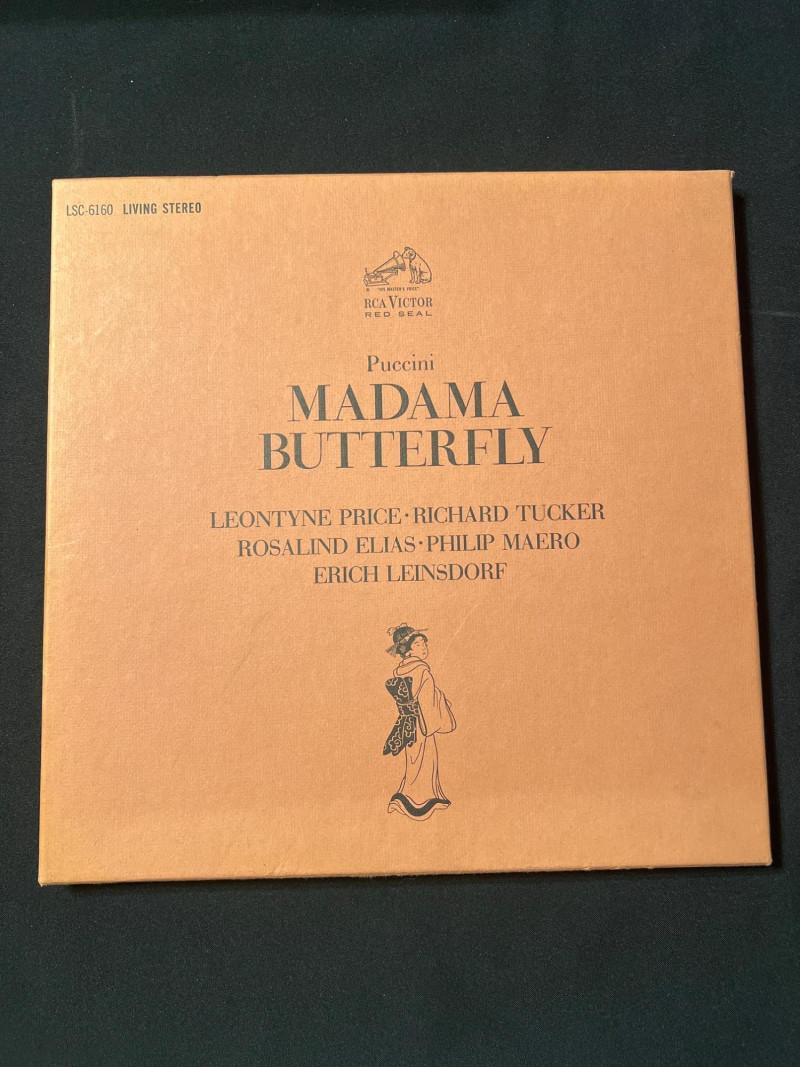 LSC-6160 LIVING STEREO
"HIS MASTER'S VOICE"
RCA VICTOR
RED SEAL
Puccini
MADAMA
BUTTERFLY
LEONTYNE PRICE·RICHARD TUCKER
ROSALIND ELIAS·PHILIP MAERO
ERICH LEINSDORF